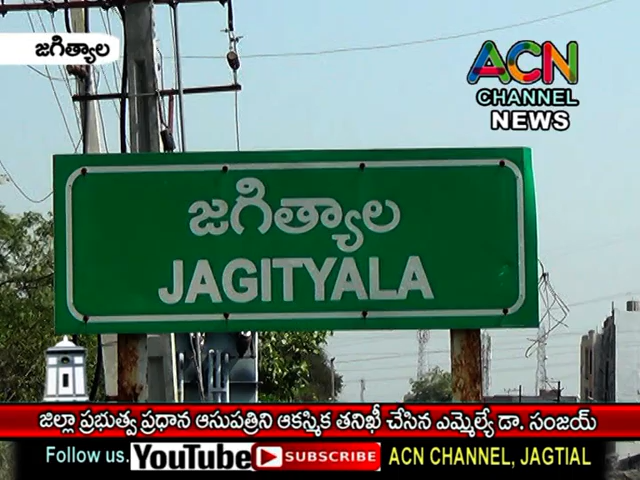 జగిత్యాల
ACN
CHANNEL
NEWS
జగిత్యాల
JAGITYALA
జిల్లా ప్రభుత్వ ప్రధాన ఆసుపత్రిని ఆకస్మిక తనిఖీ చేసిన ఎమ్మెల్యే డా. సంజయ్
Follow us. YouTube SUBSCRIBE ACN CHANNEL, JAGTIAL